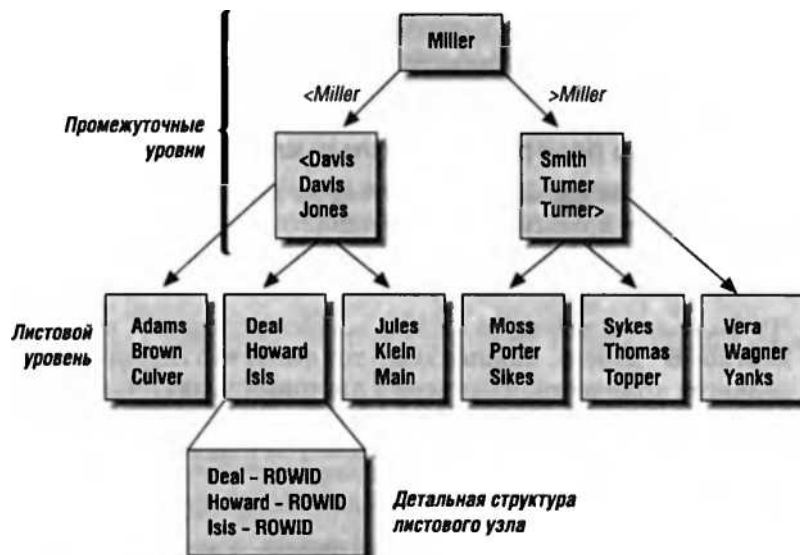 Miller
<Miller
>Miller
Промежуточные
уровни
<Davis
Davis
Jones
Smith
Turner
Turner>
Листовой
уровень
Adams
Brown
Culver
Deal
Howard
Isis
Jules
Klein
Main
Moss
Porter
Sikes
Sykes
Thomas
Topper
Vera
Wagner
Yanks
Deal – ROWID
Howard – ROWID
Isis – ROWID
Детальная структура
листового узла